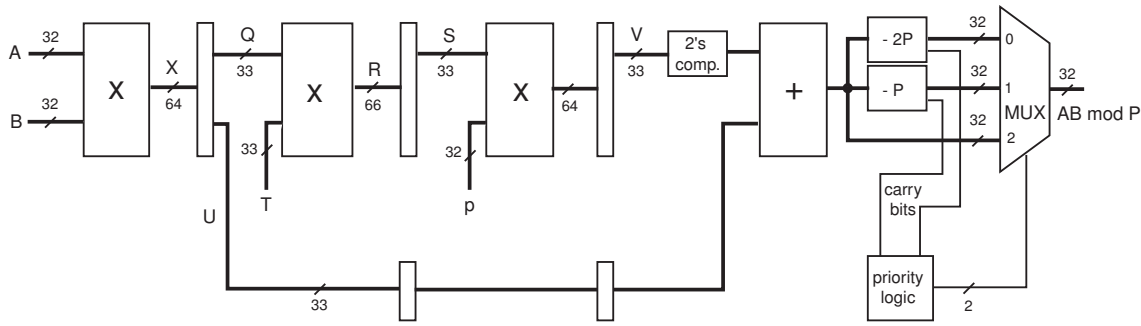 A
32
B
32
X
X
64
Q
33
U
33
T
33
X
R
66
S
33
p
32
X
64
V
33
2's
comp.
+
- 2P
- P
32
32
32
0
1
2
MUX
32
AB mod P
carry
bits
priority
logic
2